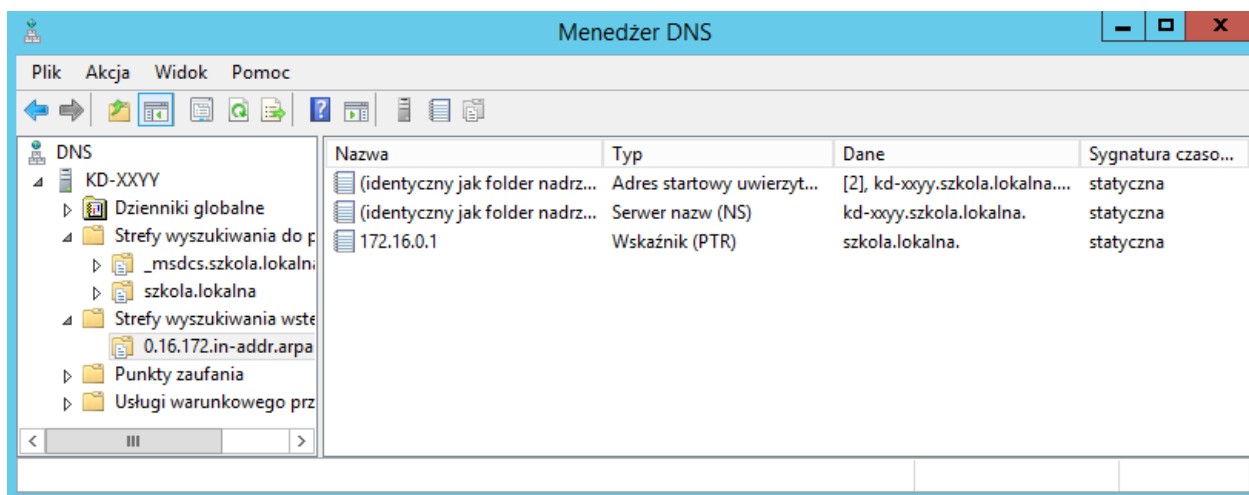 Menedżer DNS
Plik Akcja Widok Pomoc
DNS
KD-XXYY
Dzienniki globalne
Strefy wyszukiwania do p
_msdcs.szkola.lokalna
szkola.lokalna
Strefy wyszukiwania wste
0.16.172.in-addr.arpa
Punkty zaufania
Usługi warunkowego prz
Nazwa Typ Dane Sygnatura czaso...
(identyczny jak folder nadrz... Adres startowy uwierzyt... [2], kd-xxyy.szkola.lokalna.... statyczna
(identyczny jak folder nadrz... Serwer nazw (NS) kd-xxyy.szkola.lokalna. statyczna
172.16.0.1 Wskaźnik (PTR) szkola.lokalna. statyczna